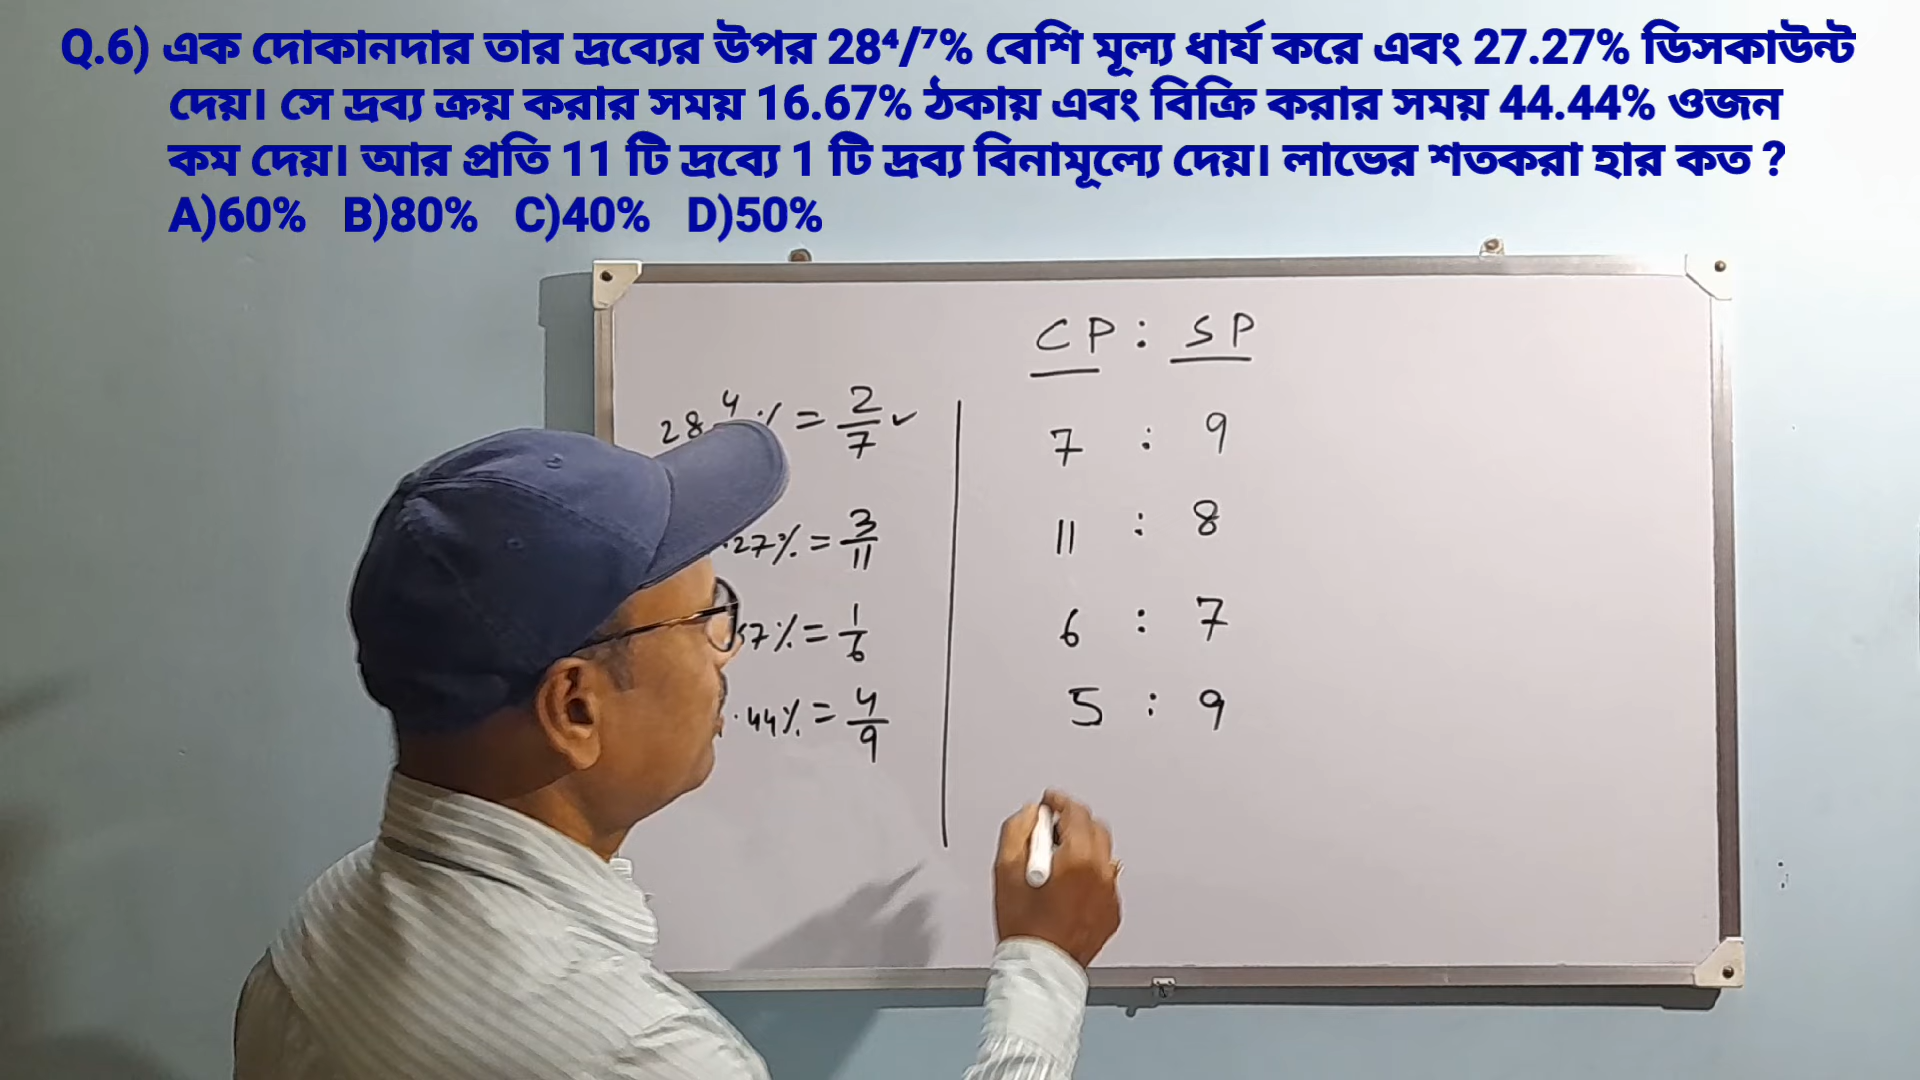 Q.6) এক দোকানদার তার দ্রব্যের উপর 28⁴/⁷% বেশি মূল্য ধার্য করে এবং 27.27% ডিসকাউন্ট
দেয়। সে দ্রব্য ক্রয় করার সময় 16.67% ঠকায় এবং বিক্রি করার সময় 44.44% ওজন
কম দেয়। আর প্রতি 11 টি দ্রব্যে 1 টি দ্রব্য বিনামূল্যে দেয়। লাভের শতকরা হার কত ?
A)60% B)80% C)40% D)50%
CP : SP
28 4 % = 2/7 ✓
7 : 9
.27% = 3/11
11 : 8
7% = 1/6
6 : 7
.44% = 4/9
5 : 9